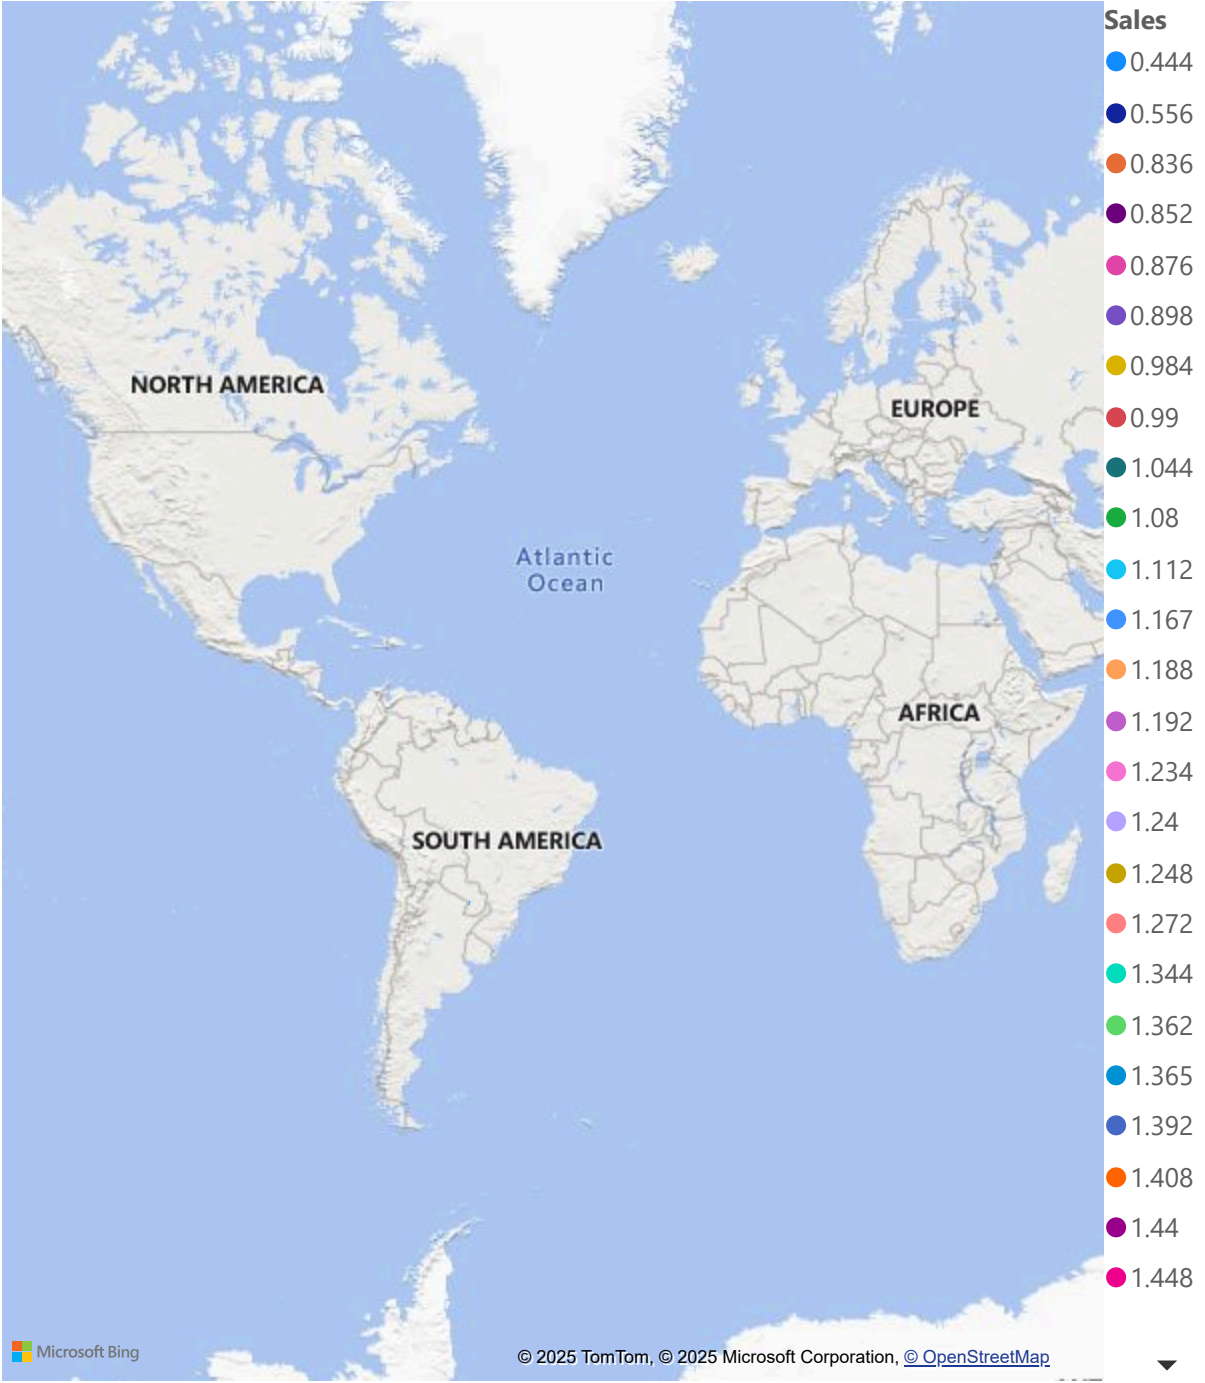 Sales
0.444
0.556
0.836
0.852
0.876
0.898
0.984
0.99
1.044
1.08
1.112
1.167
1.188
1.192
1.234
1.24
1.248
1.272
1.344
1.362
1.365
1.392
1.408
1.44
1.448
NORTH AMERICA
EUROPE
Atlantic
Ocean
AFRICA
SOUTH AMERICA
Microsoft Bing
© 2025 TomTom, © 2025 Microsoft Corporation, © OpenStreetMap